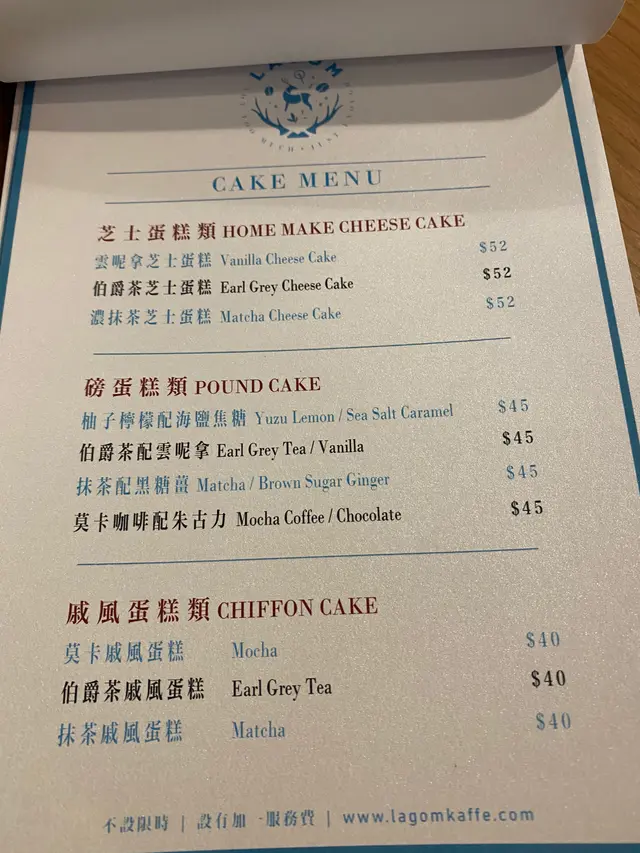 LAGOM
CAKE MENU
芝士蛋糕類 HOME MAKE CHEESE CAKE
雲呢拿芝士蛋糕 Vanilla Cheese Cake $52
伯爵茶芝士蛋糕 Earl Grey Cheese Cake $52
濃抹茶芝士蛋糕 Matcha Cheese Cake $52
磅蛋糕類 POUND CAKE
柚子檸檬配海鹽焦糖 Yuzu Lemon / Sea Salt Caramel $45
伯爵茶配雲呢拿 Earl Grey Tea / Vanilla $45
抹茶配黑糖薑 Matcha / Brown Sugar Ginger $45
莫卡咖啡配朱古力 Mocha Coffee / Chocolate $45
戚風蛋糕類 CHIFFON CAKE
莫卡戚風蛋糕 Mocha $40
伯爵茶戚風蛋糕 Earl Grey Tea $40
抹茶戚風蛋糕 Matcha $40
不設限時 | 設有加一服務費 | www.lagomkaffe.com